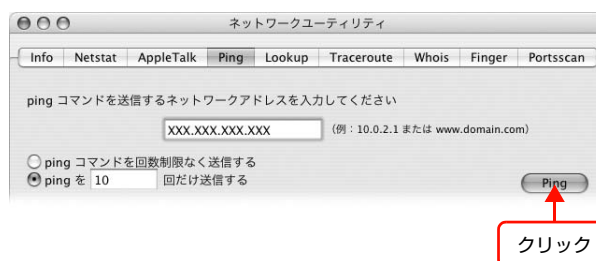 ネットワークユーティリティ
Info Netstat AppleTalk Ping Lookup Traceroute Whois Finger Portsscan
ping コマンドを送信するネットワークアドレスを入力してください
XXX.XXX.XXX.XXX (例：10.0.2.1 または www.domain.com)
ping コマンドを回数制限なく送信する
ping を 10 回だけ送信する
Ping
クリック